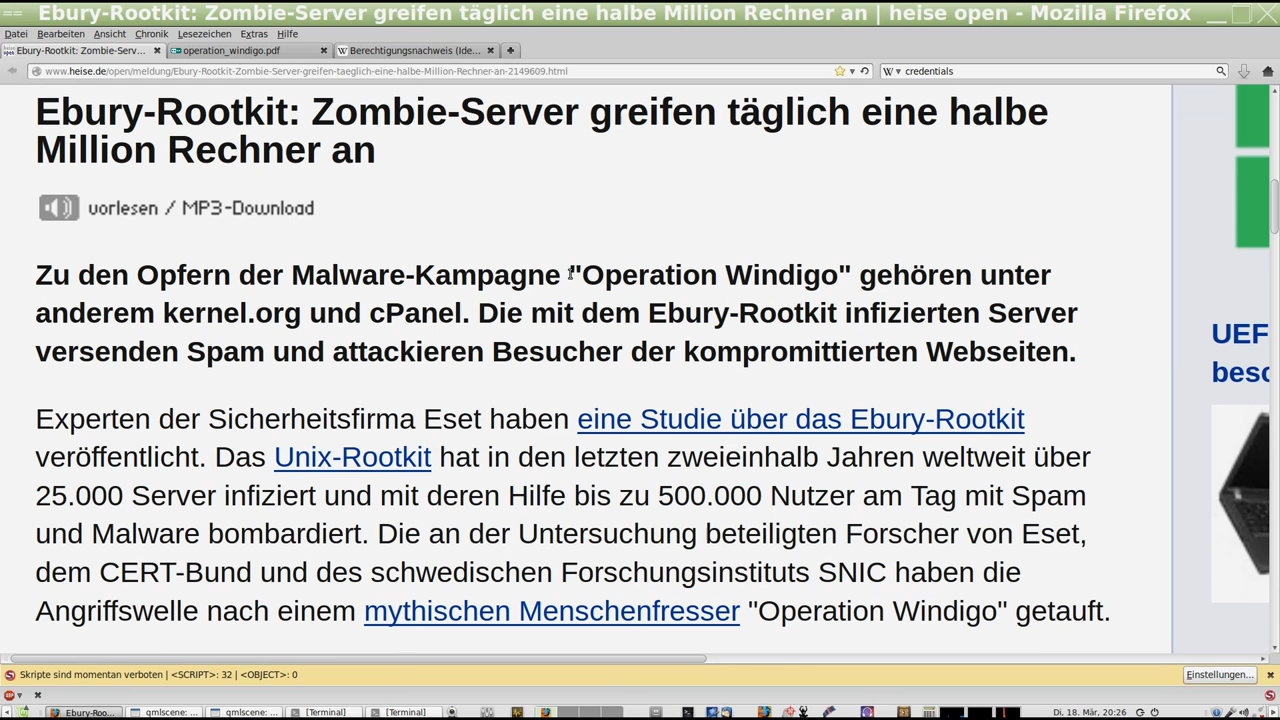 Ebury-Rootkit: Zombie-Server greifen täglich eine halbe Million Rechner an | heise open - Mozilla Firefox
Datei Bearbeiten Ansicht Chronik Lesezeichen Extras Hilfe
Ebury-Rootkit: Zombie-Serv... operation_windigo.pdf Berechtigungsnachweis (Ide...
www.heise.de/open/meldung/Ebury-Rootkit-Zombie-Server-greifen-taeglich-eine-halbe-Million-Rechner-an-2149609.html credentials
Ebury-Rootkit: Zombie-Server greifen täglich eine halbe
Million Rechner an
vorlesen / MP3-Download
Zu den Opfern der Malware-Kampagne "Operation Windigo" gehören unter
anderem kernel.org und cPanel. Die mit dem Ebury-Rootkit infizierten Server
versenden Spam und attackieren Besucher der kompromittierten Webseiten.
UEF
besc
Experten der Sicherheitsfirma Eset haben eine Studie über das Ebury-Rootkit
veröffentlicht. Das Unix-Rootkit hat in den letzten zweieinhalb Jahren weltweit über
25.000 Server infiziert und mit deren Hilfe bis zu 500.000 Nutzer am Tag mit Spam
und Malware bombardiert. Die an der Untersuchung beteiligten Forscher von Eset,
dem CERT-Bund und des schwedischen Forschungsinstituts SNIC haben die
Angriffswelle nach einem mythischen Menschenfresser "Operation Windigo" getauft.
Skripte sind momentan verboten | <SCRIPT>: 32 | <OBJECT>: 0 Einstellungen...
Ebury-Roo... qmlscene: ... qmlscene: ... [Terminal] [Terminal] Di, 18. Mär, 20:26